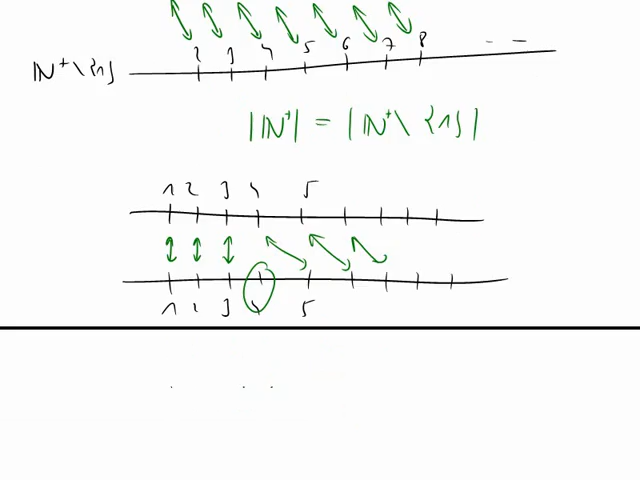 2 3 4 5 6 7 8 - -
ℕ⁺\{1}
|ℕ⁺| = |ℕ⁺\{1}|
1 2 3 4 5
1 2 3 4 5